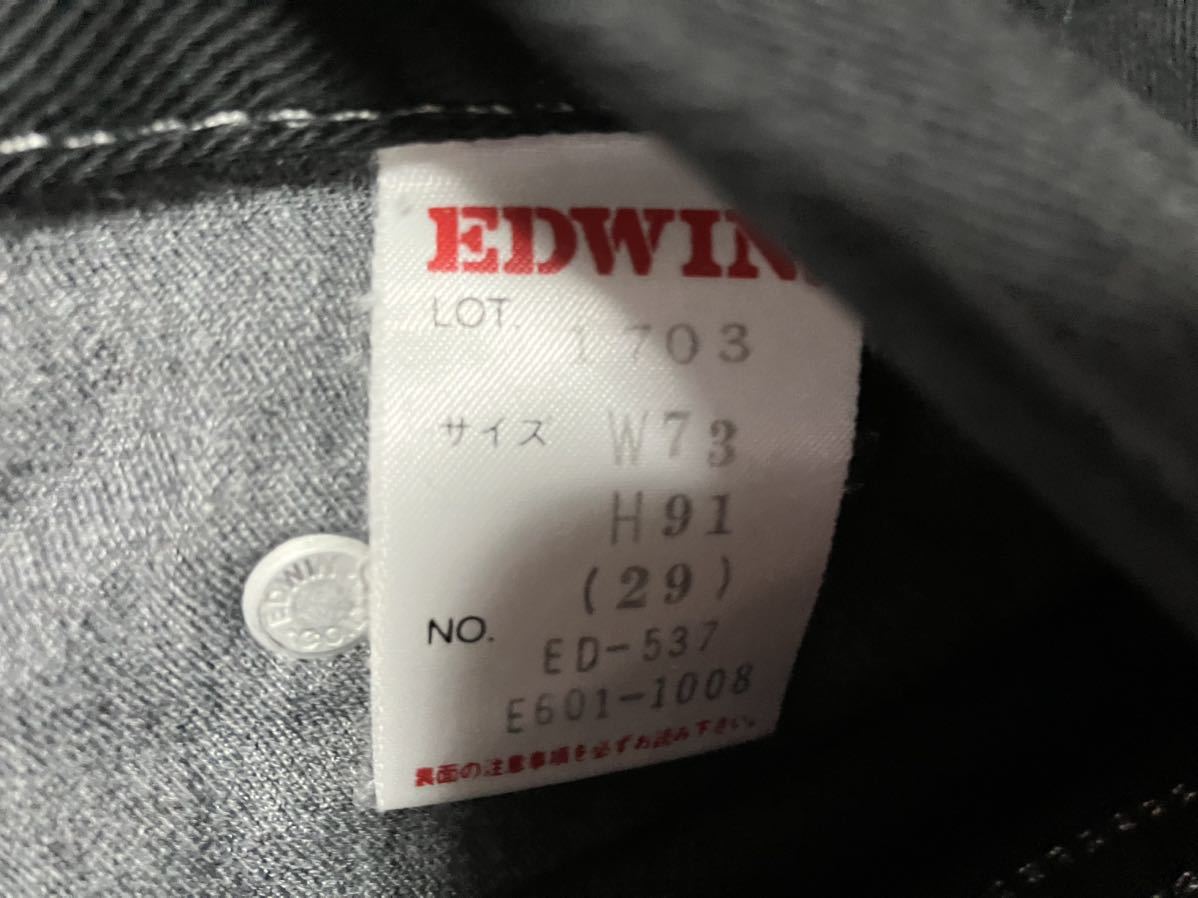 EDWIN
LOT.
1703
サイズ W73
H91
(29)
NO.
ED-537
E601-1008
裏面の注意事項を必ずお読み下さい。
EDWIN